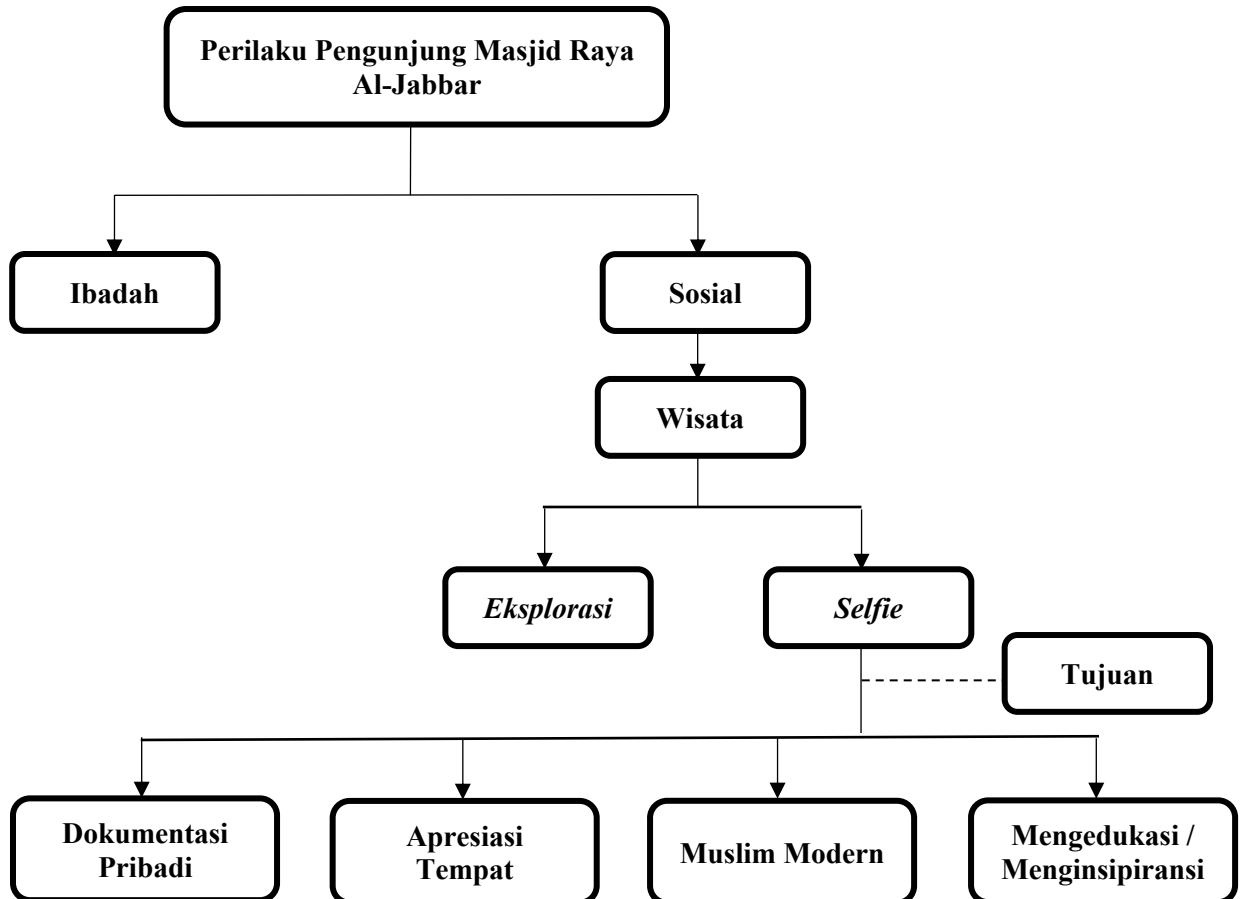 Perilaku Pengunjung Masjid Raya
Al-Jabbar
Ibadah
Sosial
Wisata
Eksplorasi
Selfie
Tujuan
Dokumentasi
Pribadi
Apresiasi
Tempat
Muslim Modern
Mengedukasi /
Menginsipiransi